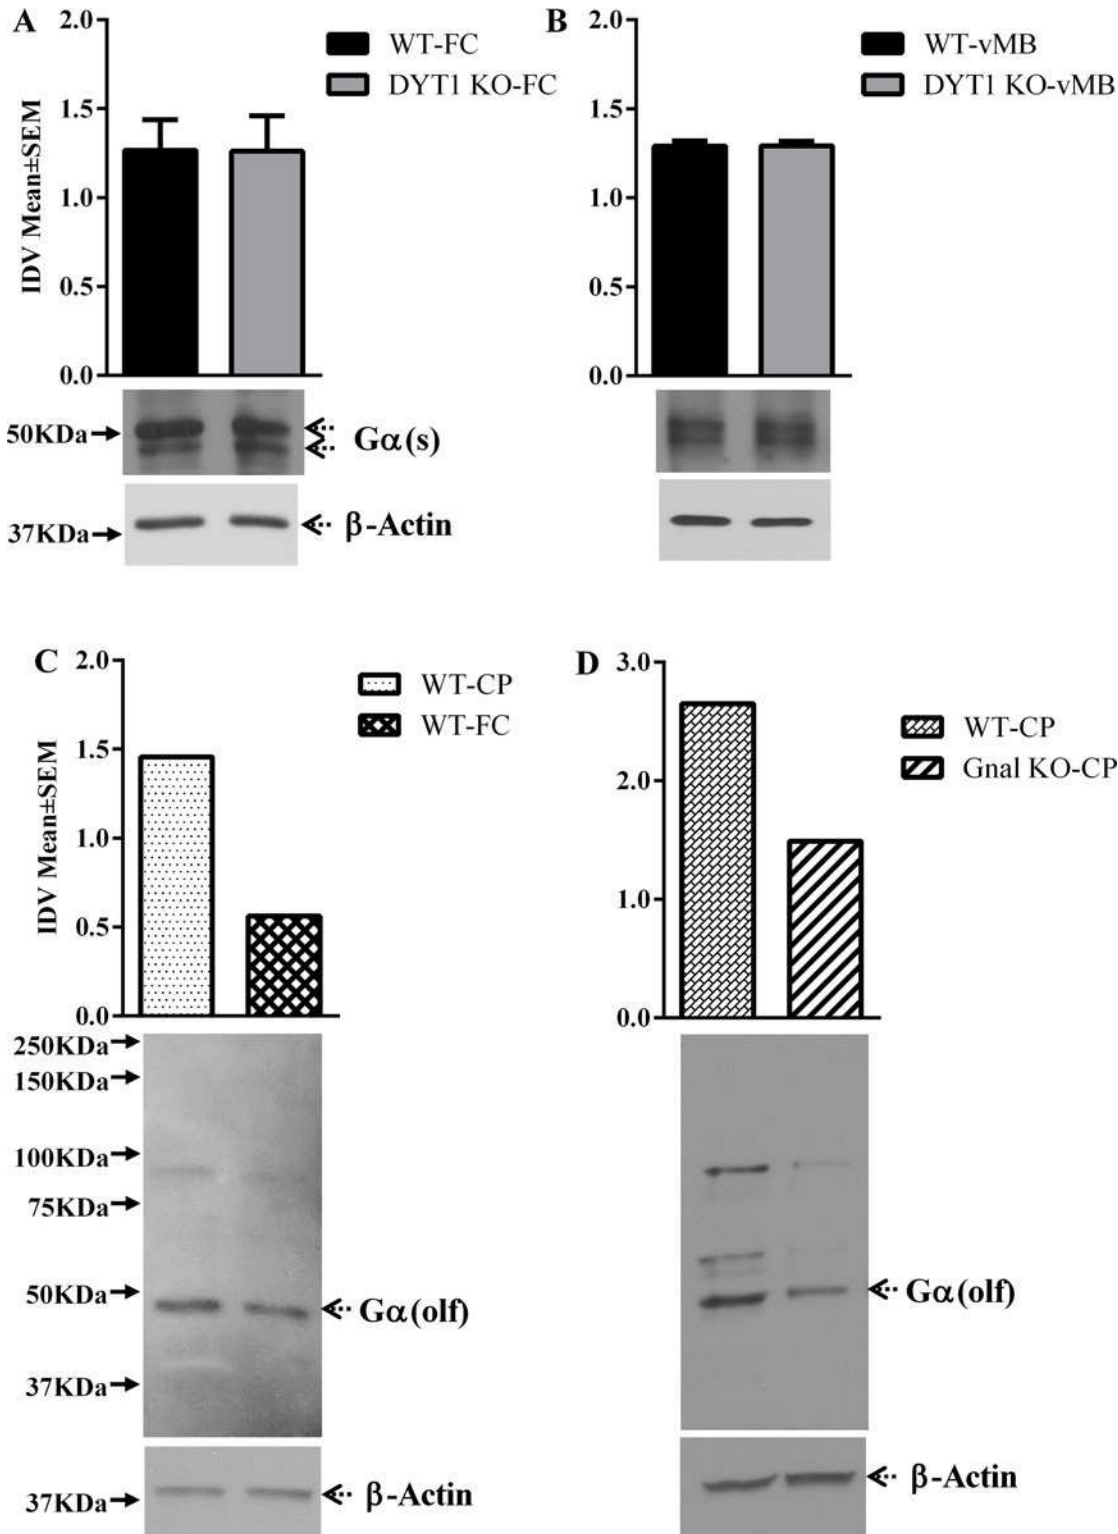 A
2.0
1.5
1.0
0.5
0.0
IDV Mean±SEM
WT-FC
DYT1 KO-FC
50KDa
Gα(s)
37KDa
β-Actin
B
2.0
1.5
1.0
0.5
0.0
WT-vMB
DYT1 KO-vMB
C
2.0
1.5
1.0
0.5
0.0
IDV Mean±SEM
WT-CP
WT-FC
250KDa
150KDa
100KDa
75KDa
50KDa
Gα(olf)
37KDa
37KDa
β-Actin
D
3.0
2.0
1.0
0.0
WT-CP
Gnal KO-CP
Gα(olf)
β-Actin